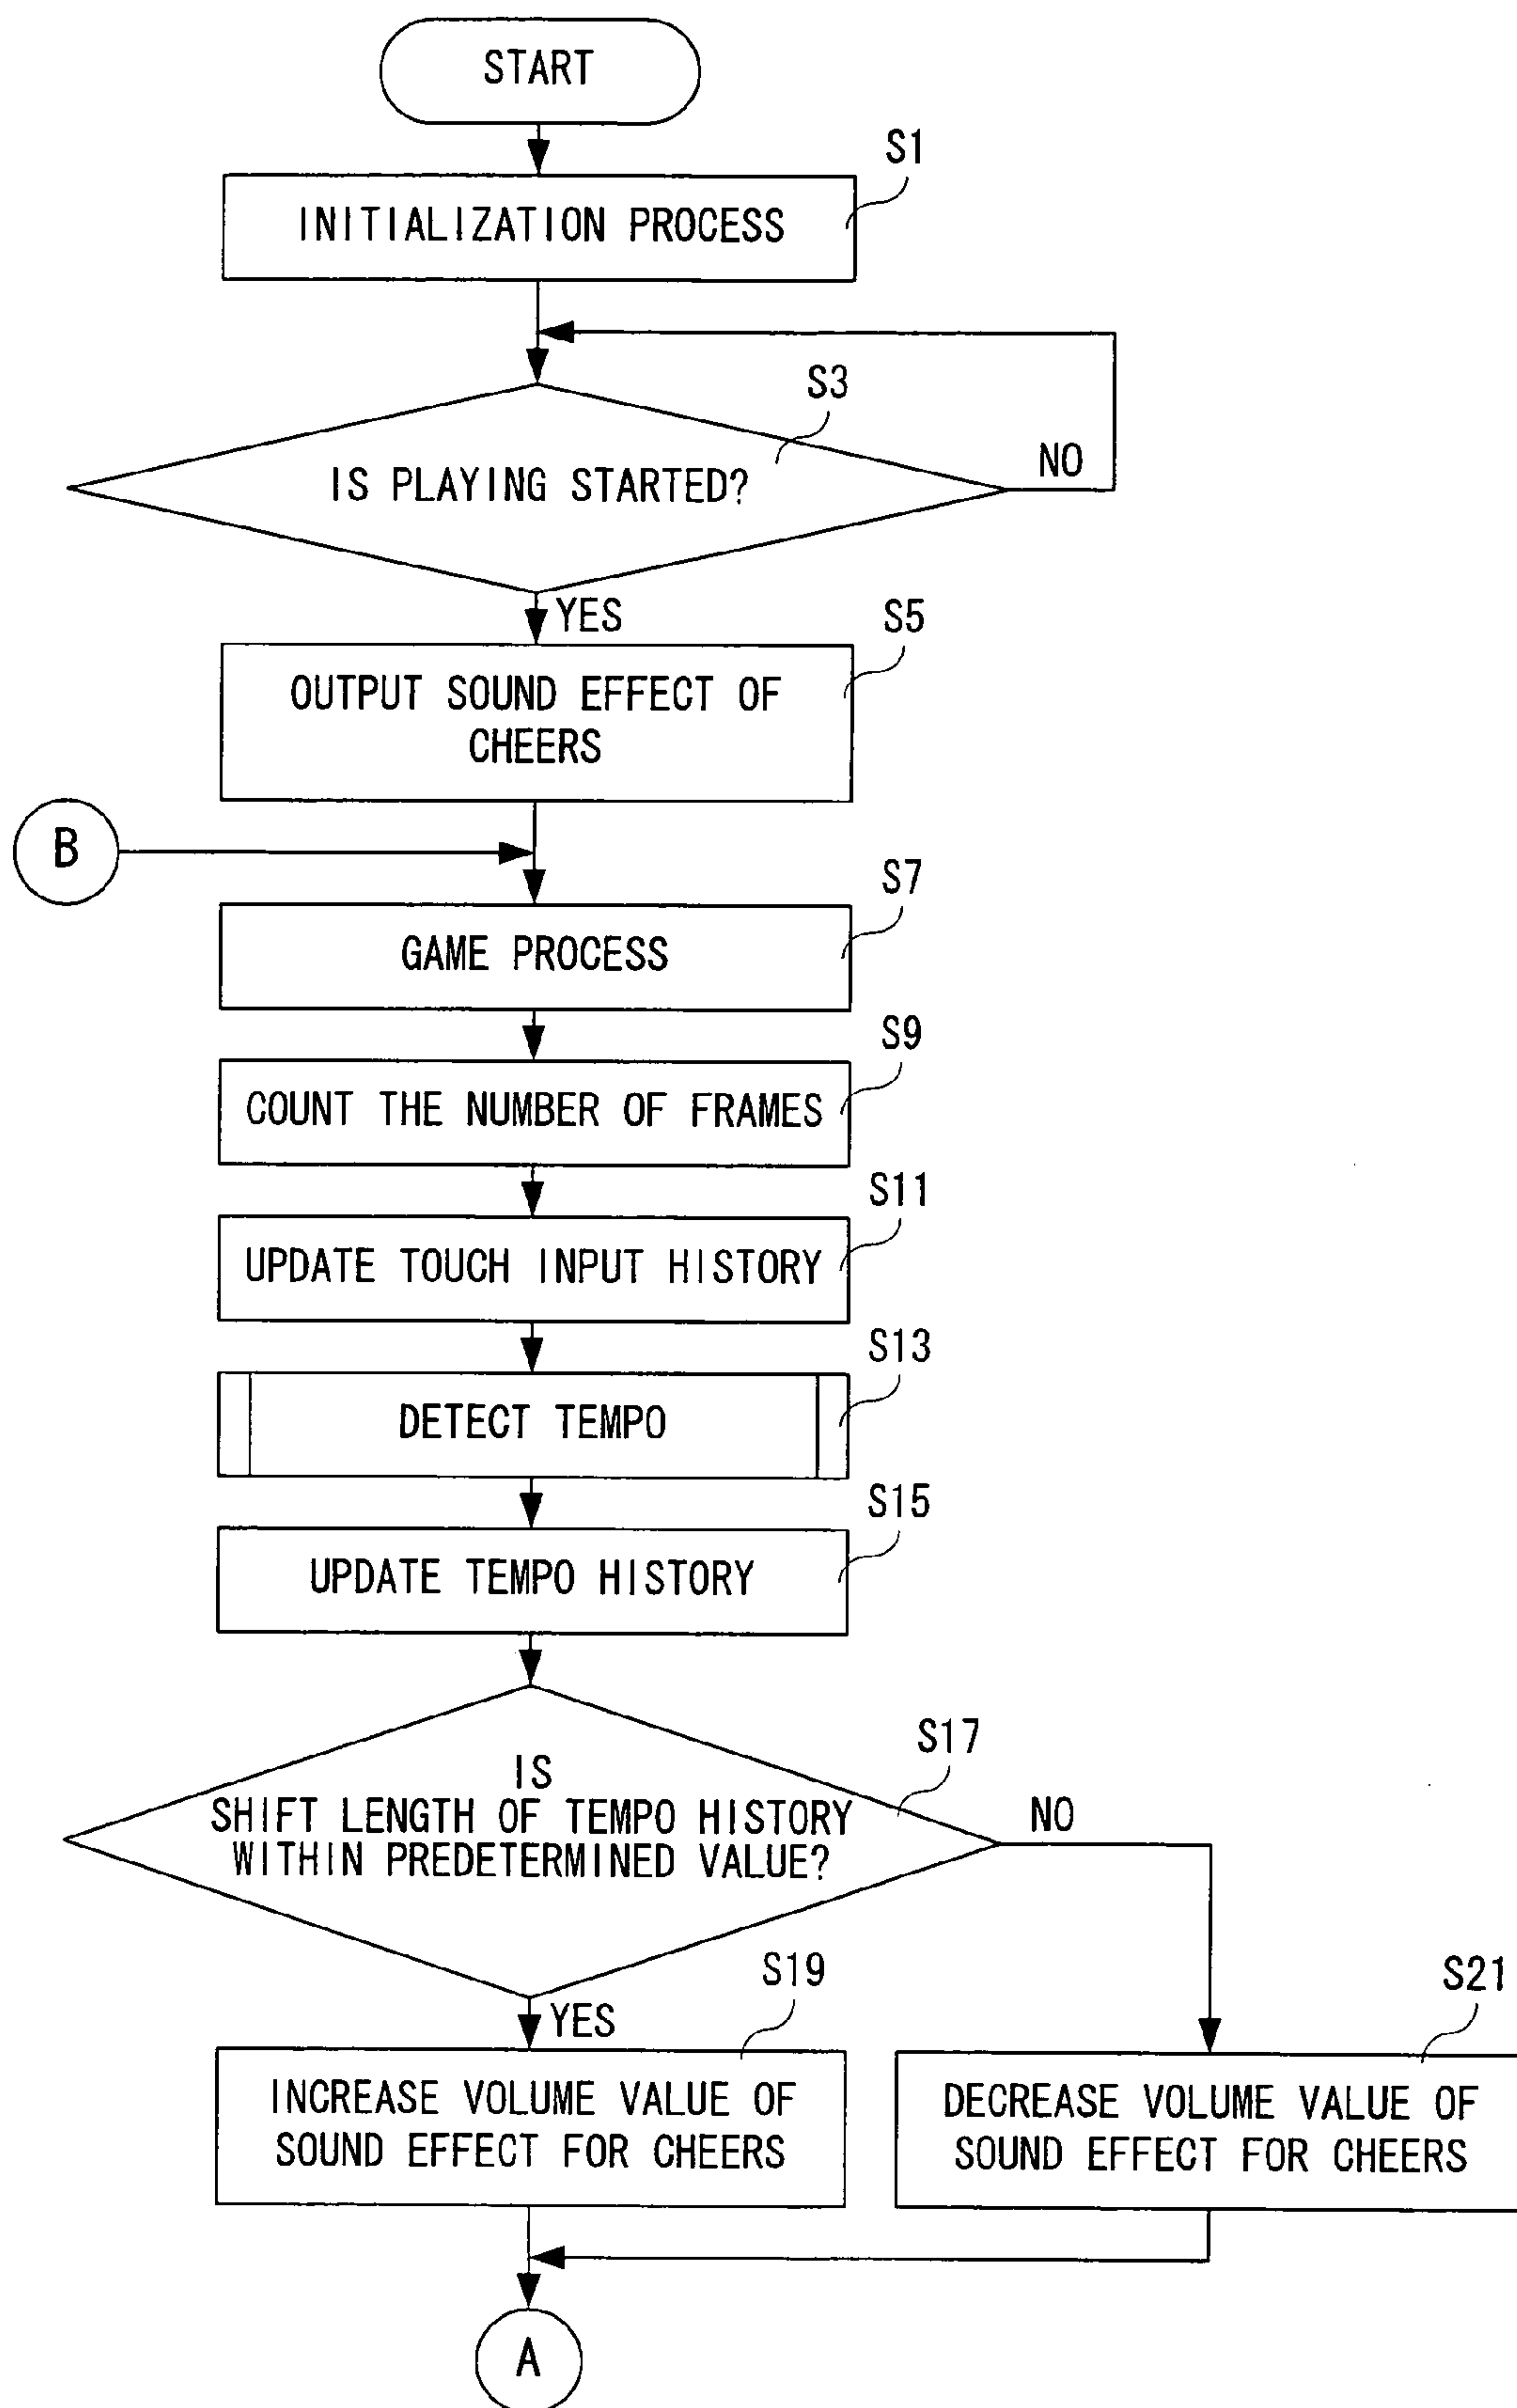 START
S1
INITIALIZATION PROCESS
S3
IS PLAYING STARTED?
NO
YES
S5
OUTPUT SOUND EFFECT OF
CHEERS
B
S7
GAME PROCESS
S9
COUNT THE NUMBER OF FRAMES
S11
UPDATE TOUCH INPUT HISTORY
S13
DETECT TEMPO
S15
UPDATE TEMPO HISTORY
S17
IS
SHIFT LENGTH OF TEMPO HISTORY
WITHIN PREDETERMINED VALUE?
NO
YES
S19
INCREASE VOLUME VALUE OF
SOUND EFFECT FOR CHEERS
S21
DECREASE VOLUME VALUE OF
SOUND EFFECT FOR CHEERS
A